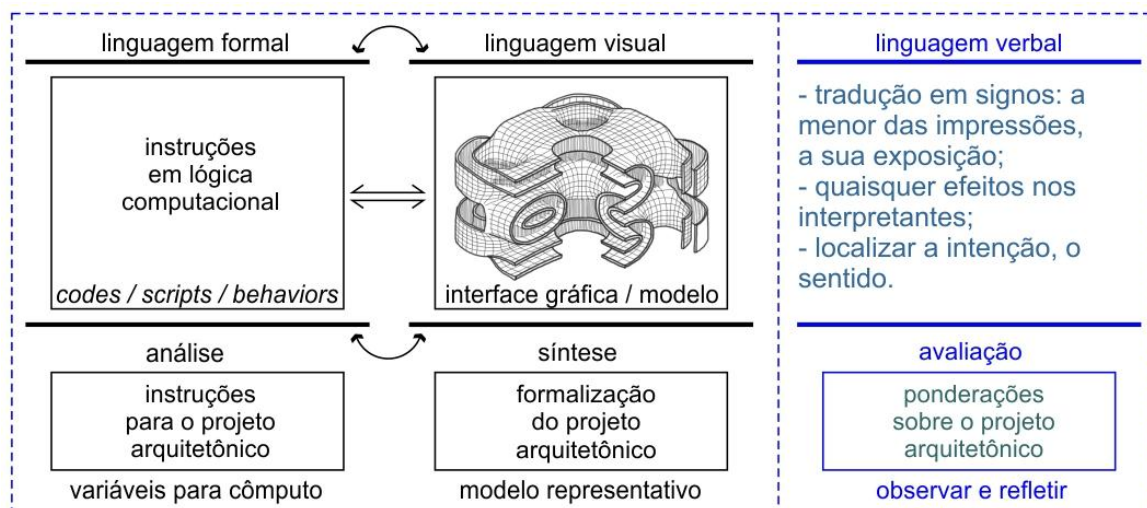 linguagem formal
linguagem visual
linguagem verbal
instruções
em lógica
computacional
codes / scripts / behaviors
interface gráfica / modelo
- tradução em signos: a
menor das impressões,
a sua exposição;
- quaisquer efeitos nos
interpretantes;
- localizar a intenção, o
sentido.
análise
síntese
avaliação
instruções
para o projeto
arquitetônico
formalização
do projeto
arquitetônico
ponderações
sobre o projeto
arquitetônico
variáveis para cômputo
modelo representativo
observar e refletir